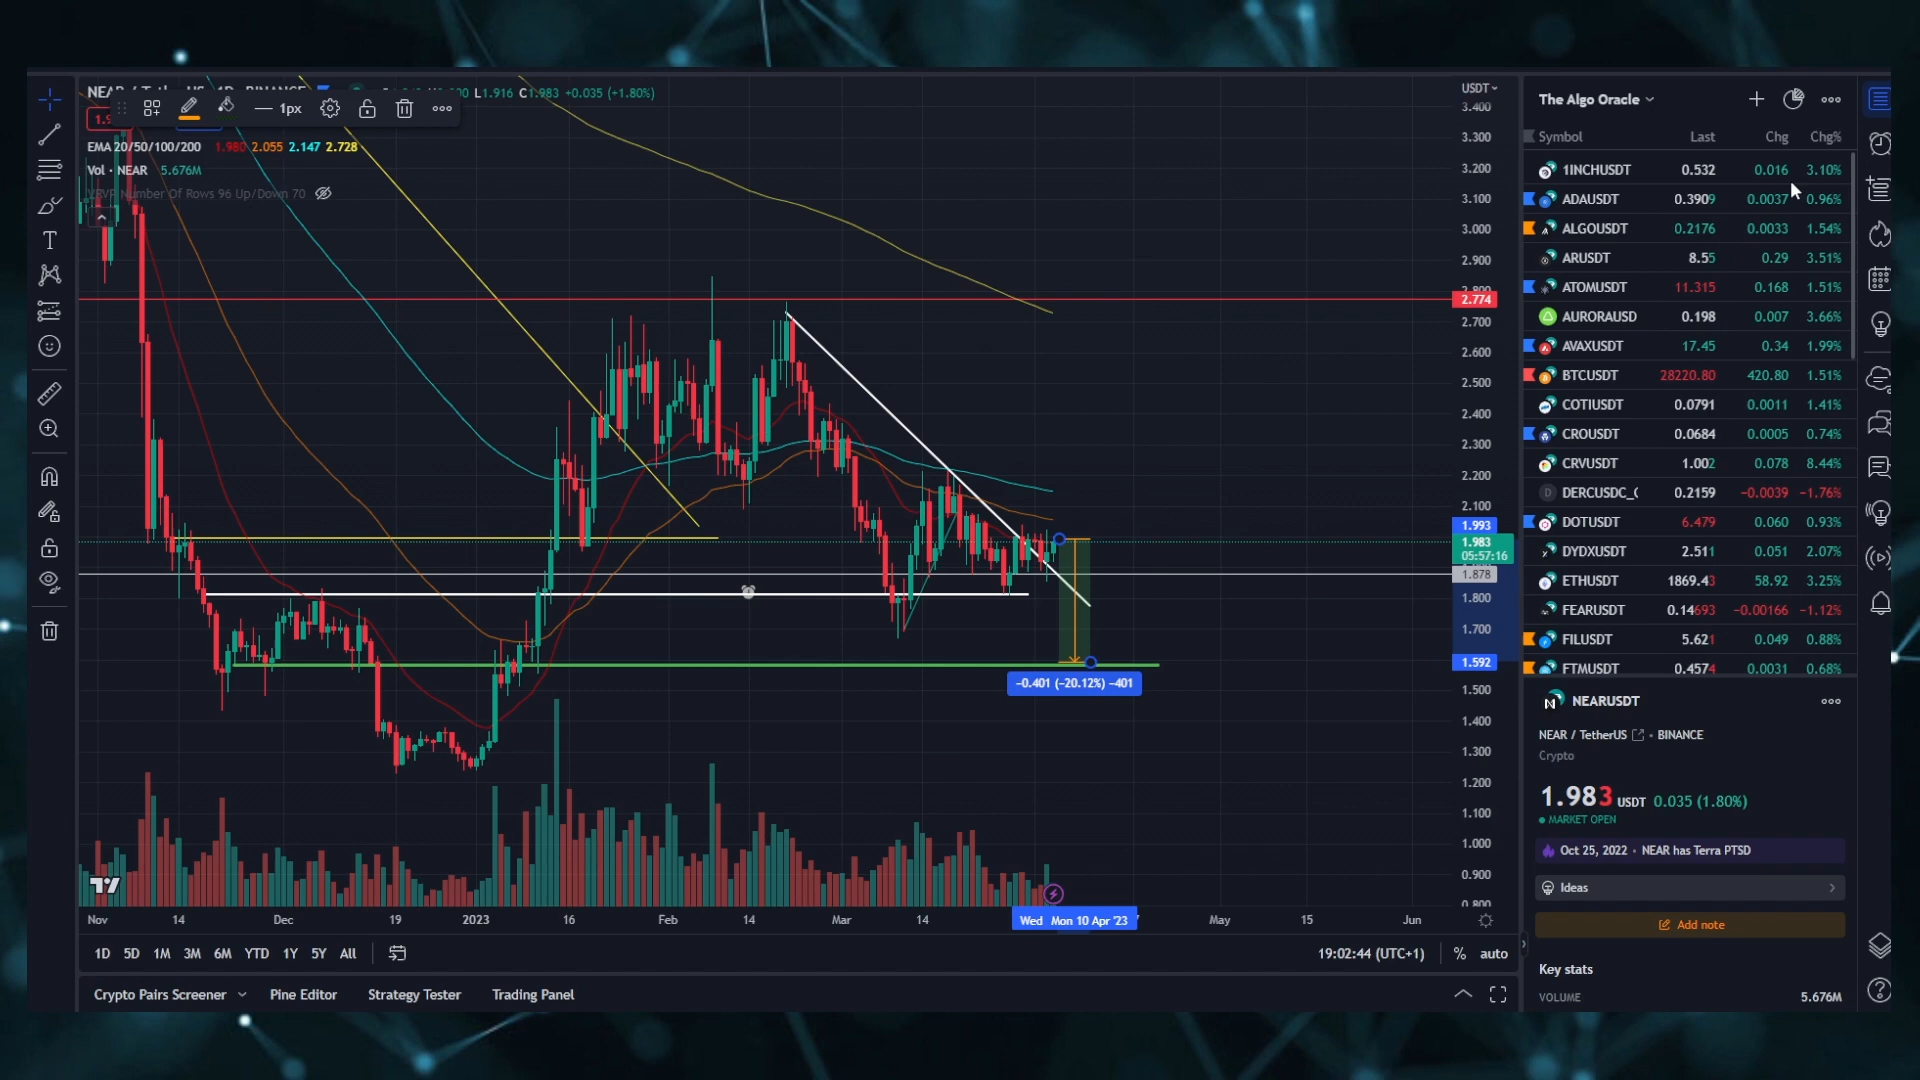 USDT
L1.916 C1.983 +0.035 (+1.80%)
1px
EMA 20/50/100/200 1.980 2.055 2.147 2.728
Vol · NEAR 5.676M
VRVP Number Of Rows 96 Up/Down 70
3.400
3.300
3.200
3.100
3.000
2.900
2.800
2.774
2.700
2.600
2.500
2.400
2.300
2.200
2.100
1.993
1.983
05:57:16
1.878
1.800
1.700
1.592
-0.401 (-20.12%) -401
1.500
1.400
1.300
1.200
1.100
1.000
0.900
0.800
Nov 14 Dec 19 2023 16 Feb 14 Mar 14 Wed Mon 10 Apr '23 May 15 Jun
1D 5D 1M 3M 6M YTD 1Y 5Y All 19:02:44 (UTC+1) % auto
Crypto Pairs Screener Pine Editor Strategy Tester Trading Panel
The Algo Oracle
Symbol Last Chg Chg%
1INCHUSDT 0.532 0.016 3.10%
ADAUSDT 0.3909 0.0037 0.96%
ALGOUSDT 0.2176 0.0033 1.54%
ARUSDT 8.55 0.29 3.51%
ATOMUSDT 11.315 0.168 1.51%
AURORAUSD 0.198 0.007 3.66%
AVAXUSDT 17.45 0.34 1.99%
BTCUSDT 28220.80 420.80 1.51%
COTIUSDT 0.0791 0.0011 1.41%
CROUSDT 0.0684 0.0005 0.74%
CRVUSDT 1.002 0.078 8.44%
D DERCUSDC_ 0.2159 −0.0039 −1.76%
DOTUSDT 6.479 0.060 0.93%
DYDXUSDT 2.511 0.051 2.07%
ETHUSDT 1869.43 58.92 3.25%
FEARUSDT 0.14693 −0.00166 −1.12%
FILUSDT 5.621 0.049 0.88%
FTMUSDT 0.4574 0.0031 0.68%
NEARUSDT
NEAR / TetherUS • BINANCE
Crypto
1.983 USDT 0.035 (1.80%)
MARKET OPEN
Oct 25, 2022 • NEAR has Terra PTSD
Ideas
Add note
Key stats
VOLUME 5.676M